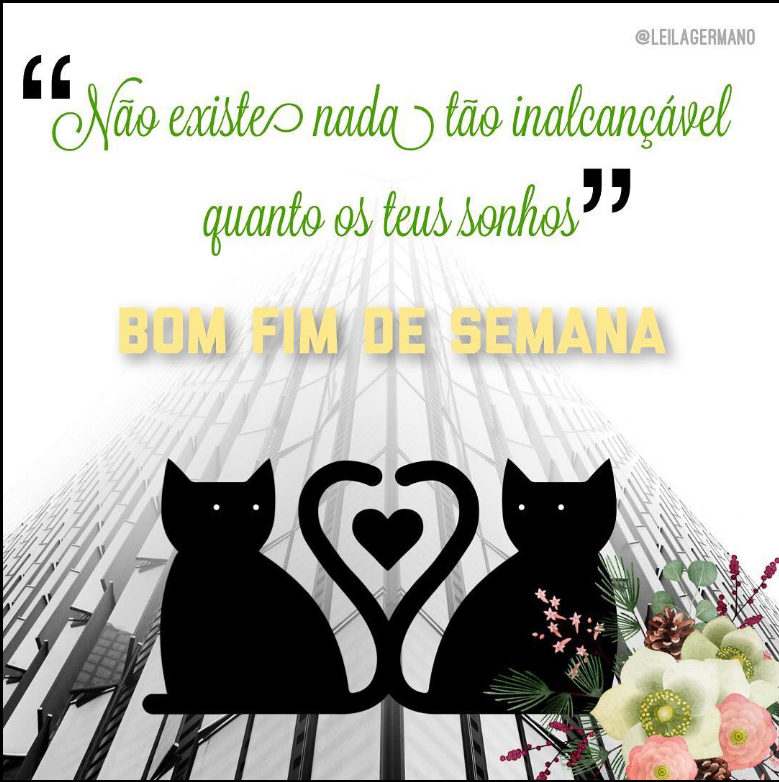 @LEILAGERMANO
“Não existe nada tão inalcançável
quanto os teus sonhos”
BOM FIM DE SEMANA